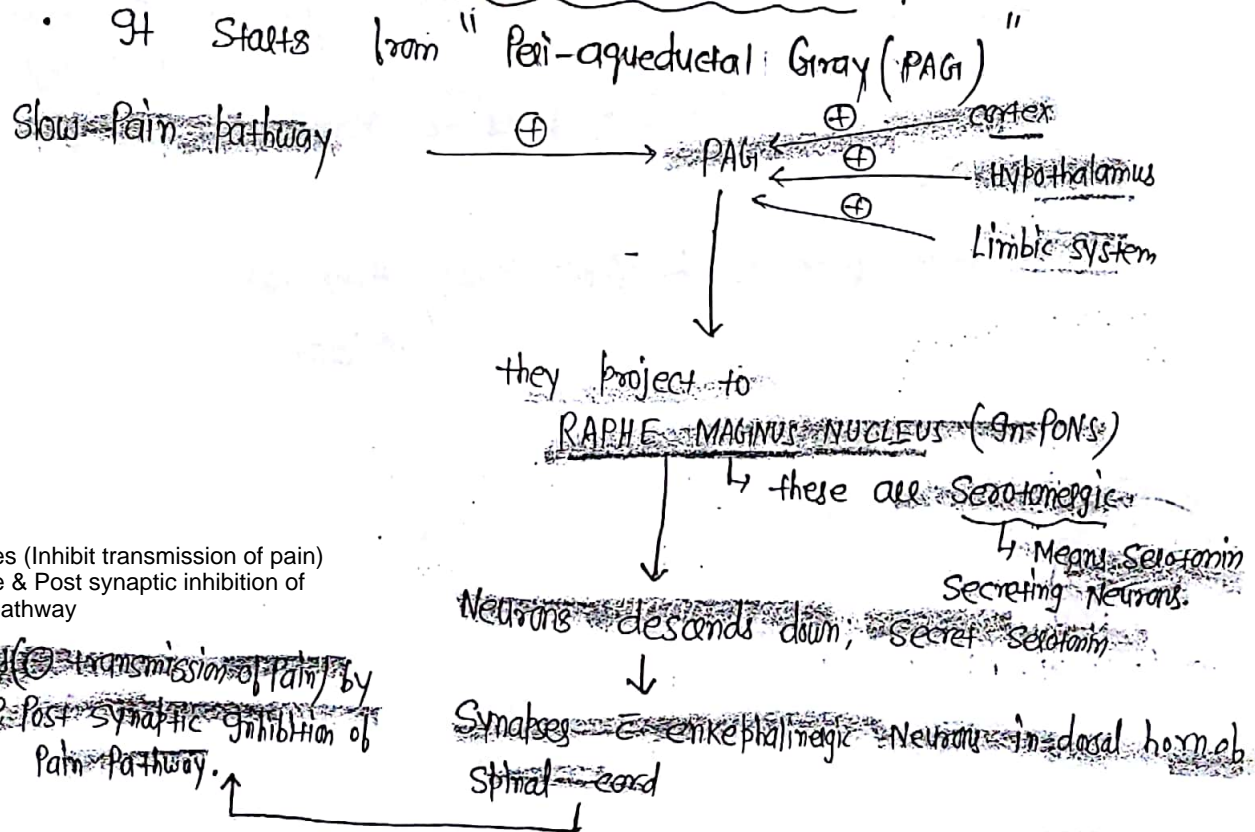 • It Starts from " Peri-aqueductal Gray (PAG) "
Slow Pain pathway ⊕ PAG ⊕ cortex
⊕ Hypothalamus
⊕ Limbic system
they project to
RAPHE MAGINUS NUCLEUS (In PONS)
↳ these are Serotonergic
↳ Means Serotonin
Secreting Neurons.
Neurons descends down, Secret Serotonin
Synapses c̄ enkephalinegic Neurons in dorsal horn of
Spinal cord
es (Inhibit transmission of pain)
e & Post synaptic inhibition of
athway
(⊖ transmission of Pain) by
& Post Synaptic Inhibition of
Pain Pathway.